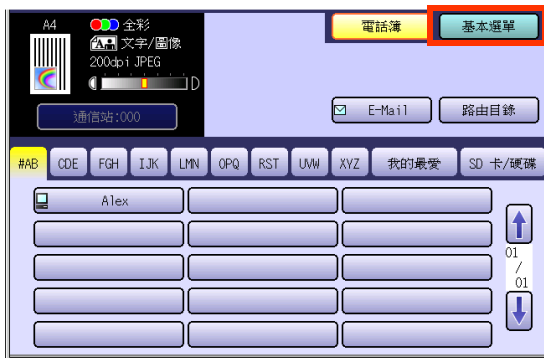 A4 全彩
文字/圖像
200dpi JPEG
D
通信站:000
電話簿 基本選單
E-Mail 路由目錄
#AB CDE FGH IJK LMN OPQ RST UVW XYZ 我的最愛 SD 卡/硬碟
Alex
01
/
01